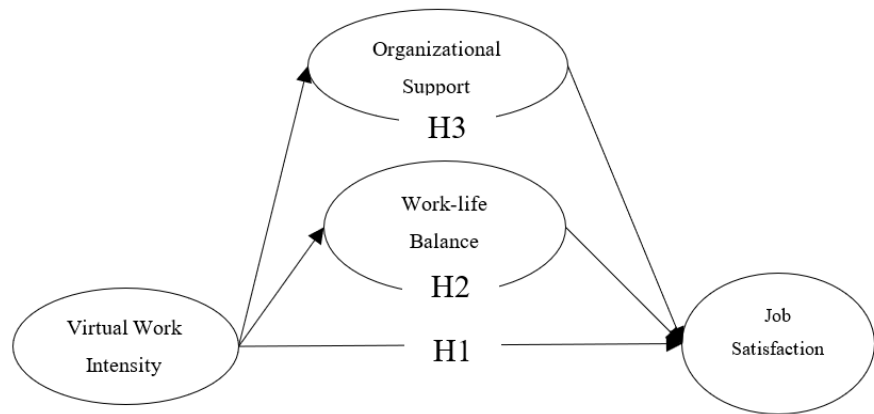 Organizational
Support
H3
Work-life
Balance
H2
Virtual Work
Intensity
H1
Job
Satisfaction